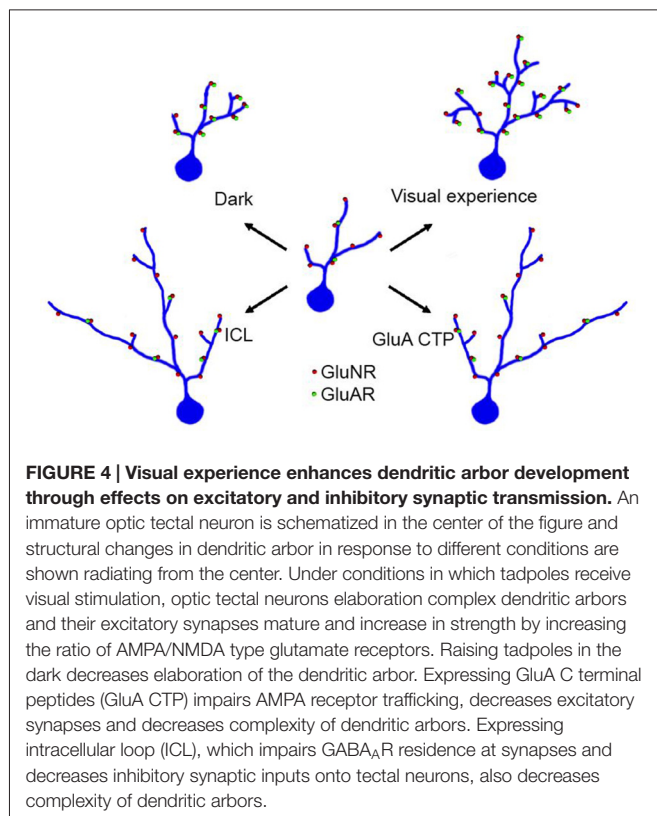 Dark
Visual experience
ICL
GluA CTP
GluNR
GluAR
FIGURE 4 | Visual experience enhances dendritic arbor development
through effects on excitatory and inhibitory synaptic transmission. An
immature optic tectal neuron is schematized in the center of the figure and
structural changes in dendritic arbor in response to different conditions are
shown radiating from the center. Under conditions in which tadpoles receive
visual stimulation, optic tectal neurons elaboration complex dendritic arbors
and their excitatory synapses mature and increase in strength by increasing
the ratio of AMPA/NMDA type glutamate receptors. Raising tadpoles in the
dark decreases elaboration of the dendritic arbor. Expressing GluA C terminal
peptides (GluA CTP) impairs AMPA receptor trafficking, decreases excitatory
synapses and decreases complexity of dendritic arbors. Expressing
intracellular loop (ICL), which impairs GABAAR residence at synapses and
decreases inhibitory synaptic inputs onto tectal neurons, also decreases
complexity of dendritic arbors.